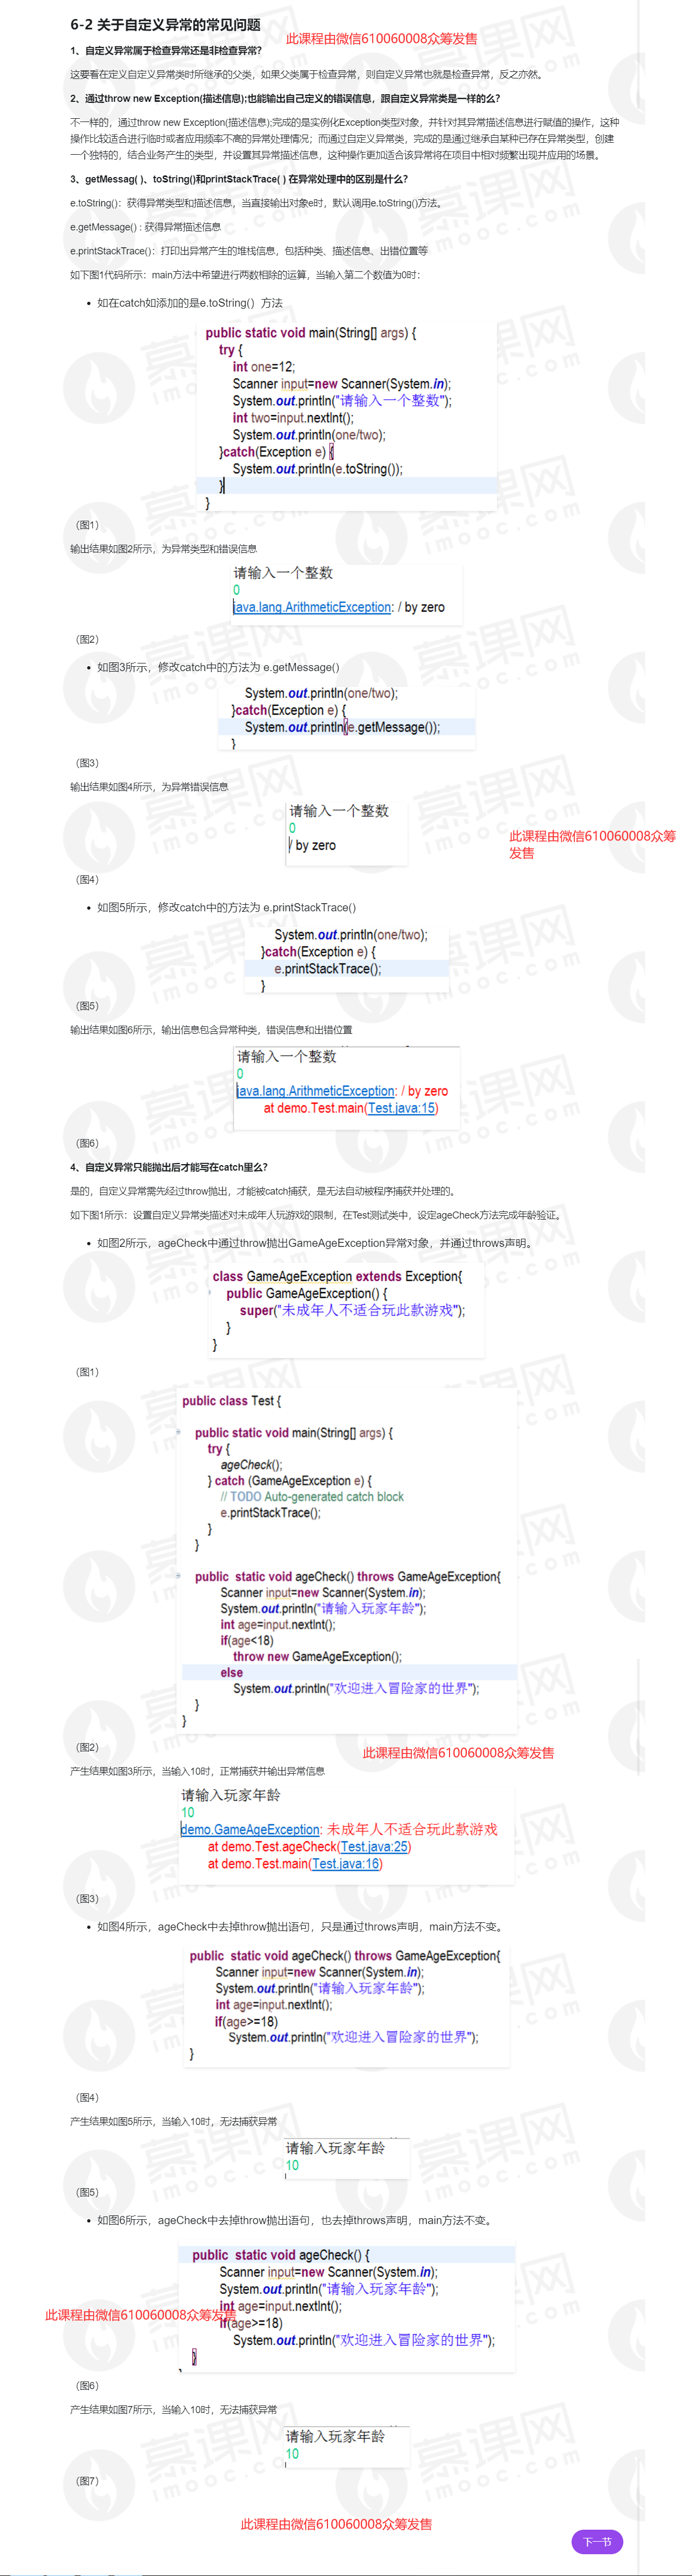 6-2 关于自定义异常的常见问题
此课程由微信610060008众筹发售
1、自定义异常属于检查异常还是非检查异常?
这要看在定义自定义异常类时所继承的父类，如果父类属于检查异常，则自定义异常也就是检查异常，反之亦然。
2、通过throw new Exception(描述信息);也能输出自己定义的错误信息，跟自定义异常类是一样的么?
不一样的，通过throw new Exception(描述信息);完成的是实例化Exception类型对象，并针对其异常描述信息进行赋值的操作，这种
操作比较适合进行临时或者应用频率不高的异常处理情况；而通过自定义异常类，完成的是通过继承自某种已存在异常类型，创建
一个独特的，结合业务产生的类型，并设置其异常描述信息，这种操作更加适合该异常将在项目中相对频繁出现并应用的场景。
3、getMessag( )、toString()和printStackTrace( ) 在异常处理中的区别是什么?
e.toString()：获得异常类型和描述信息，当直接输出对象e时，默认调用e.toString()方法。
e.getMessage()：获得异常描述信息
e.printStackTrace()：打印出异常产生的堆栈信息，包括种类、描述信息、出错位置等
如下图1代码所示：main方法中希望进行两数相除的运算，当输入第二个数值为0时：
• 如在catch如添加的是e.toString()方法
public static void main(String[] args) {
try {
int one=12;
Scanner input=new Scanner(System.in);
System.out.println("请输入一个整数");
int two=input.nextInt();
System.out.println(one/two);
}catch(Exception e) {
System.out.println(e.toString());
}
}
（图1）
输出结果如图2所示，为异常类型和错误信息
请输入一个整数
0
java.lang.ArithmeticException: / by zero
（图2）
• 如图3所示，修改catch中的方法为 e.getMessage()
System.out.println(one/two);
}catch(Exception e) {
System.out.println(e.getMessage());
}
（图3）
输出结果如图4所示，为异常错误信息
请输入一个整数
0
/ by zero
此课程由微信610060008众筹
发售
（图4）
• 如图5所示，修改catch中的方法为 e.printStackTrace()
System.out.println(one/two);
}catch(Exception e) {
e.printStackTrace();
}
（图5）
输出结果如图6所示，输出信息包含异常种类，错误信息和出错位置
请输入一个整数
0
java.lang.ArithmeticException: / by zero
at demo.Test.main(Test.java:15)
（图6）
4、自定义异常只能抛出后才能写在catch里么?
是的，自定义异常需先经过throw抛出，才能被catch捕获，是无法自动被程序捕获并处理的。
如下图1所示：设置自定义异常类描述对未成年人玩游戏的限制，在Test测试类中，设定ageCheck方法完成年龄验证。
• 如图2所示，ageCheck中通过throw抛出GameAgeException异常对象，并通过throws声明。
class GameAgeException extends Exception{
public GameAgeException() {
super("未成年人不适合玩此款游戏");
}
}
（图1）
public class Test {
public static void main(String[] args) {
try {
ageCheck();
} catch (GameAgeException e) {
// TODO Auto-generated catch block
e.printStackTrace();
}
}
public static void ageCheck() throws GameAgeException{
Scanner input=new Scanner(System.in);
System.out.println("请输入玩家年龄");
int age=input.nextInt();
if(age<18)
throw new GameAgeException();
else
System.out.println("欢迎进入冒险家的世界");
}
}
（图2）
此课程由微信610060008众筹发售
产生结果如图3所示，当输入10时，正常捕获并输出异常信息
请输入玩家年龄
10
demo.GameAgeException: 未成年人不适合玩此款游戏
at demo.Test.ageCheck(Test.java:25)
at demo.Test.main(Test.java:16)
（图3）
• 如图4所示，ageCheck中去掉throw抛出语句，只是通过throws声明，main方法不变。
public static void ageCheck() throws GameAgeException{
Scanner input=new Scanner(System.in);
System.out.println("请输入玩家年龄");
int age=input.nextInt();
if(age>=18)
System.out.println("欢迎进入冒险家的世界");
}
（图4）
产生结果如图5所示，当输入10时，无法捕获异常
请输入玩家年龄
10
（图5）
• 如图6所示，ageCheck中去掉throw抛出语句，也去掉throws声明，main方法不变。
public static void ageCheck() {
Scanner input=new Scanner(System.in);
System.out.println("请输入玩家年龄");
int age=input.nextInt();
此课程由微信610060008众筹发售
if(age>=18)
System.out.println("欢迎进入冒险家的世界");
}
（图6）
产生结果如图7所示，当输入10时，无法捕获异常
请输入玩家年龄
10
（图7）
此课程由微信610060008众筹发售
下一节